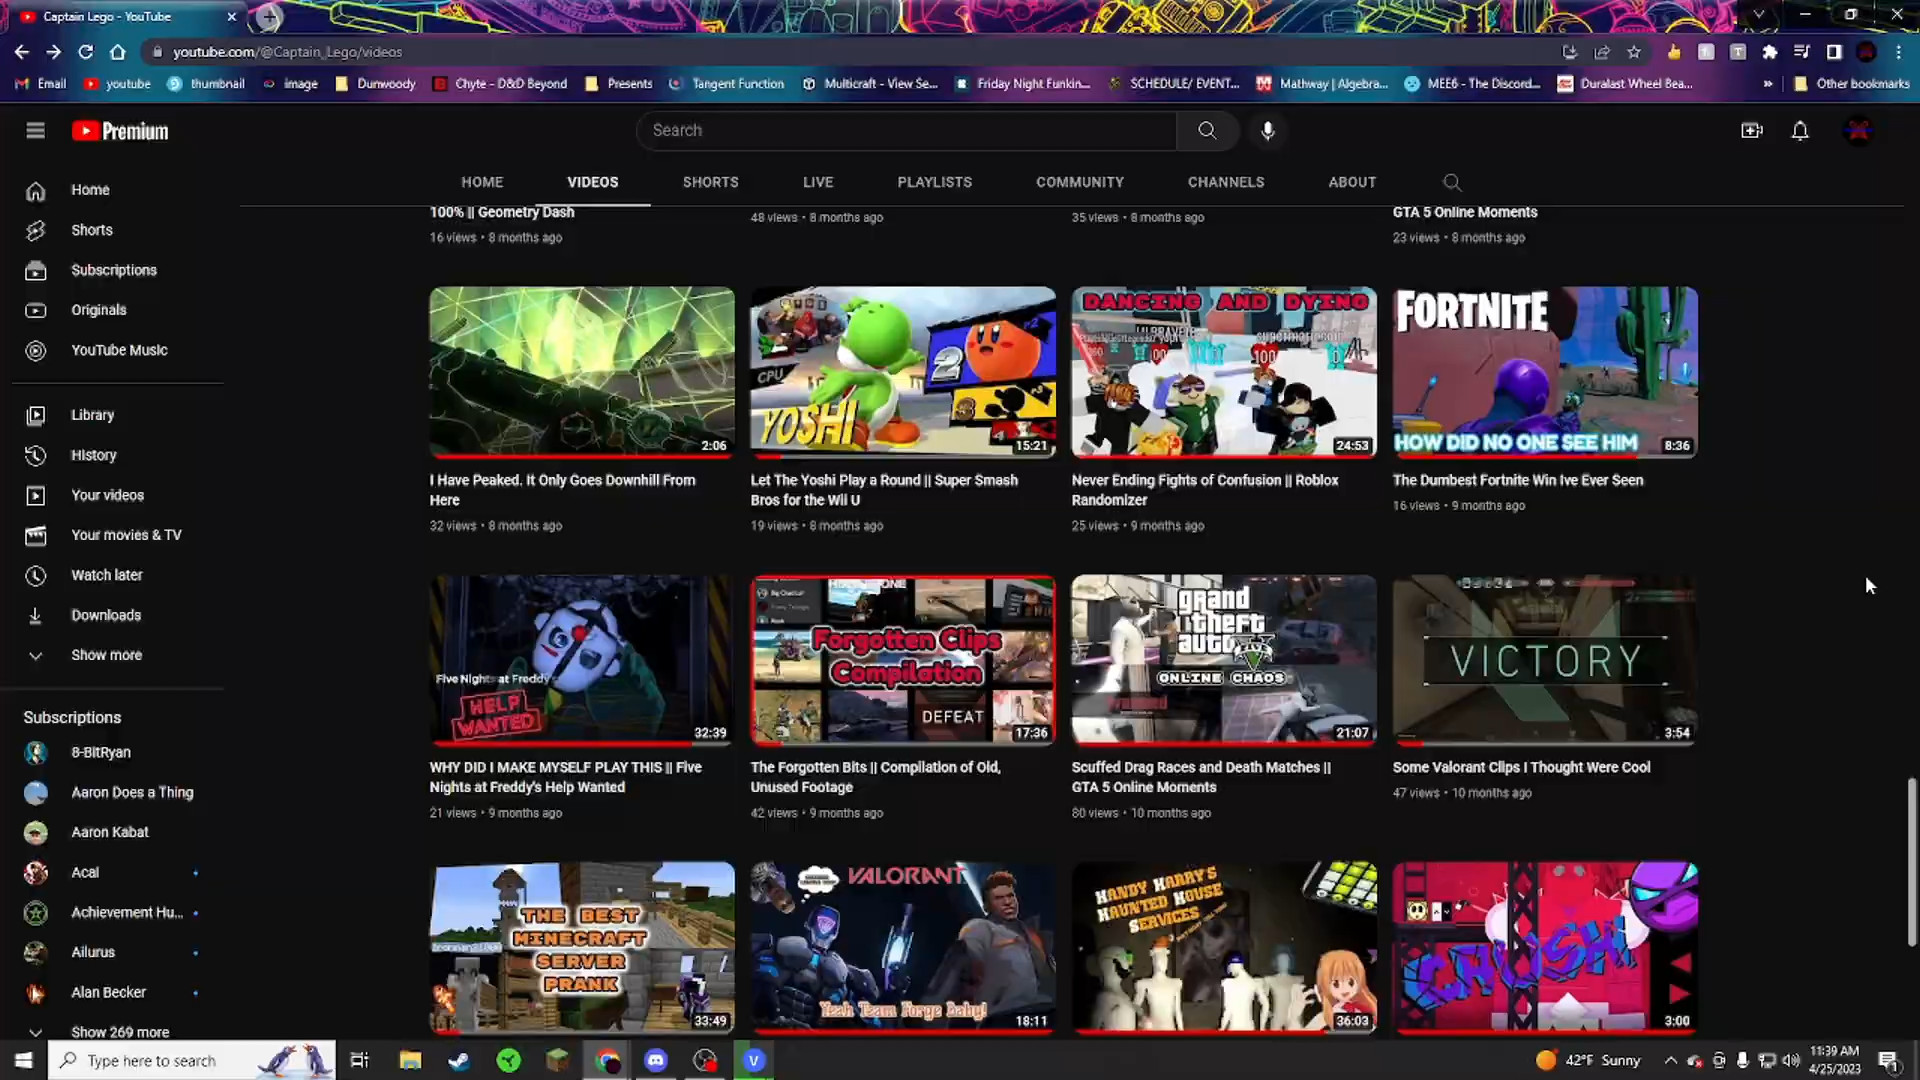 Captain Lego - YouTube
youtube.com/@Captain_Lego/videos
Email
youtube
thumbnail
image
Dunwoody
Chyte - D&D Beyond
Presents
Tangent Function
Multicraft - View Se...
Friday Night Funkin...
SCHEDULE/ EVENT...
Mathway | Algebra...
MEE6 - The Discord...
Duralast Wheel Bea...
»
Other bookmarks
Premium
Search
HOME
VIDEOS
SHORTS
LIVE
PLAYLISTS
COMMUNITY
CHANNELS
ABOUT
Home
Shorts
Subscriptions
Originals
YouTube Music
Library
History
Your videos
Your movies & TV
Watch later
Downloads
Show more
Subscriptions
8-BitRyan
Aaron Does a Thing
Aaron Kabat
Acai
Achievement Hu...
Ailurus
Alan Becker
Show 269 more
100% || Geometry Dash
16 views • 8 months ago
48 views • 8 months ago
35 views • 8 months ago
GTA 5 Online Moments
23 views • 8 months ago
2:06
I Have Peaked. It Only Goes Downhill From
Here
32 views • 8 months ago
CPU
2
P2
P3
YOSHI
15:21
Let The Yoshi Play a Round || Super Smash
Bros for the Wii U
19 views • 8 months ago
DANCING AND DYING
100
100
24:53
Never Ending Fights of Confusion || Roblox
Randomizer
25 views • 9 months ago
FORTNITE
HOW DID NO ONE SEE HIM
8:36
The Dumbest Fortnite Win Ive Ever Seen
16 views • 9 months ago
Five Nights at Freddy's
HELP
WANTED
32:39
WHY DID I MAKE MYSELF PLAY THIS || Five
Nights at Freddy's Help Wanted
21 views • 9 months ago
Forgotten Clips
Compilation
DEFEAT
17:36
The Forgotten Bits || Compilation of Old,
Unused Footage
42 views • 9 months ago
grand
theft
auto
V
ONLINE CHAOS
21:07
Scuffed Drag Races and Death Matches ||
GTA 5 Online Moments
80 views • 10 months ago
VICTORY
3:54
Some Valorant Clips I Thought Were Cool
47 views • 10 months ago
THE BEST
MINECRAFT
SERVER
PRANK
33:49
VALORANT
Yeah Team Forge Baby!
18:11
HANDY HARRY'S
HAUNTED HOUSE
SERVICES
36:03
CRUSH
3:00
Type here to search
V
42°F Sunny
11:39 AM
4/25/2023
1